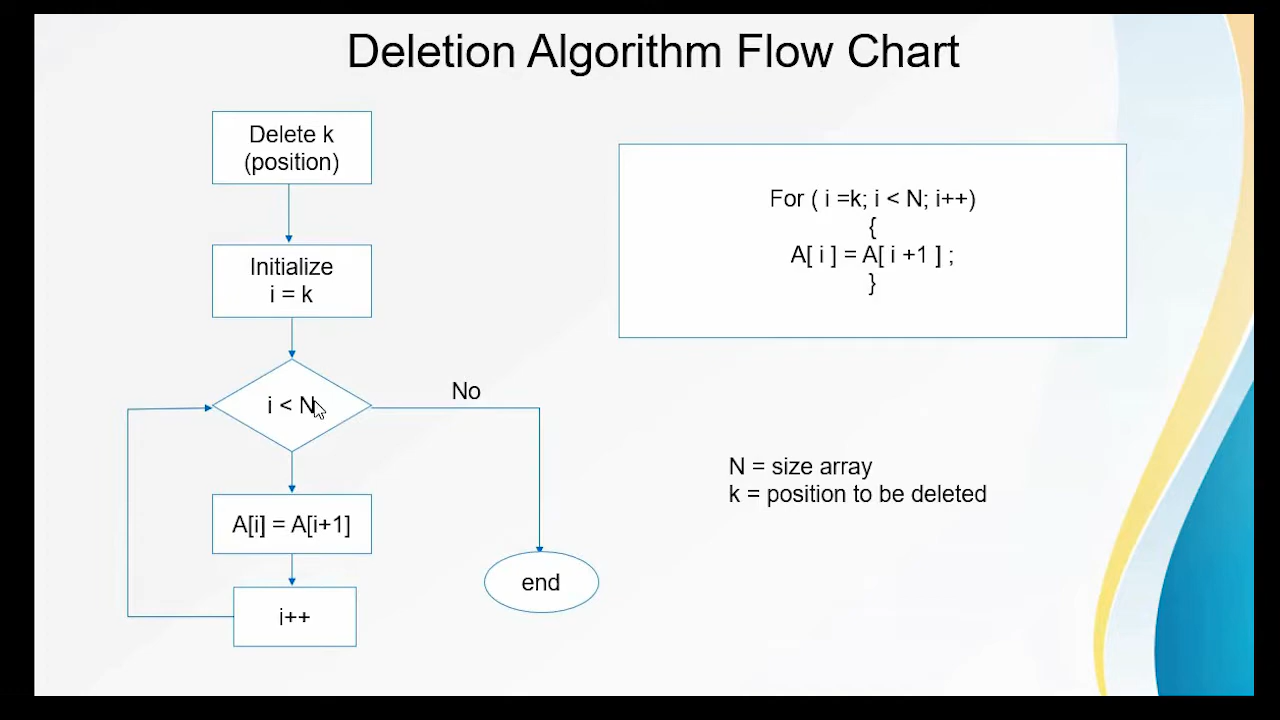 Deletion Algorithm Flow Chart
Delete k
(position)
Initialize
i = k
i < N
No
A[i] = A[i+1]
i++
end
For ( i =k; i < N; i++)
{
A[ i ] = A[ i +1 ] ;
}
N = size array
k = position to be deleted